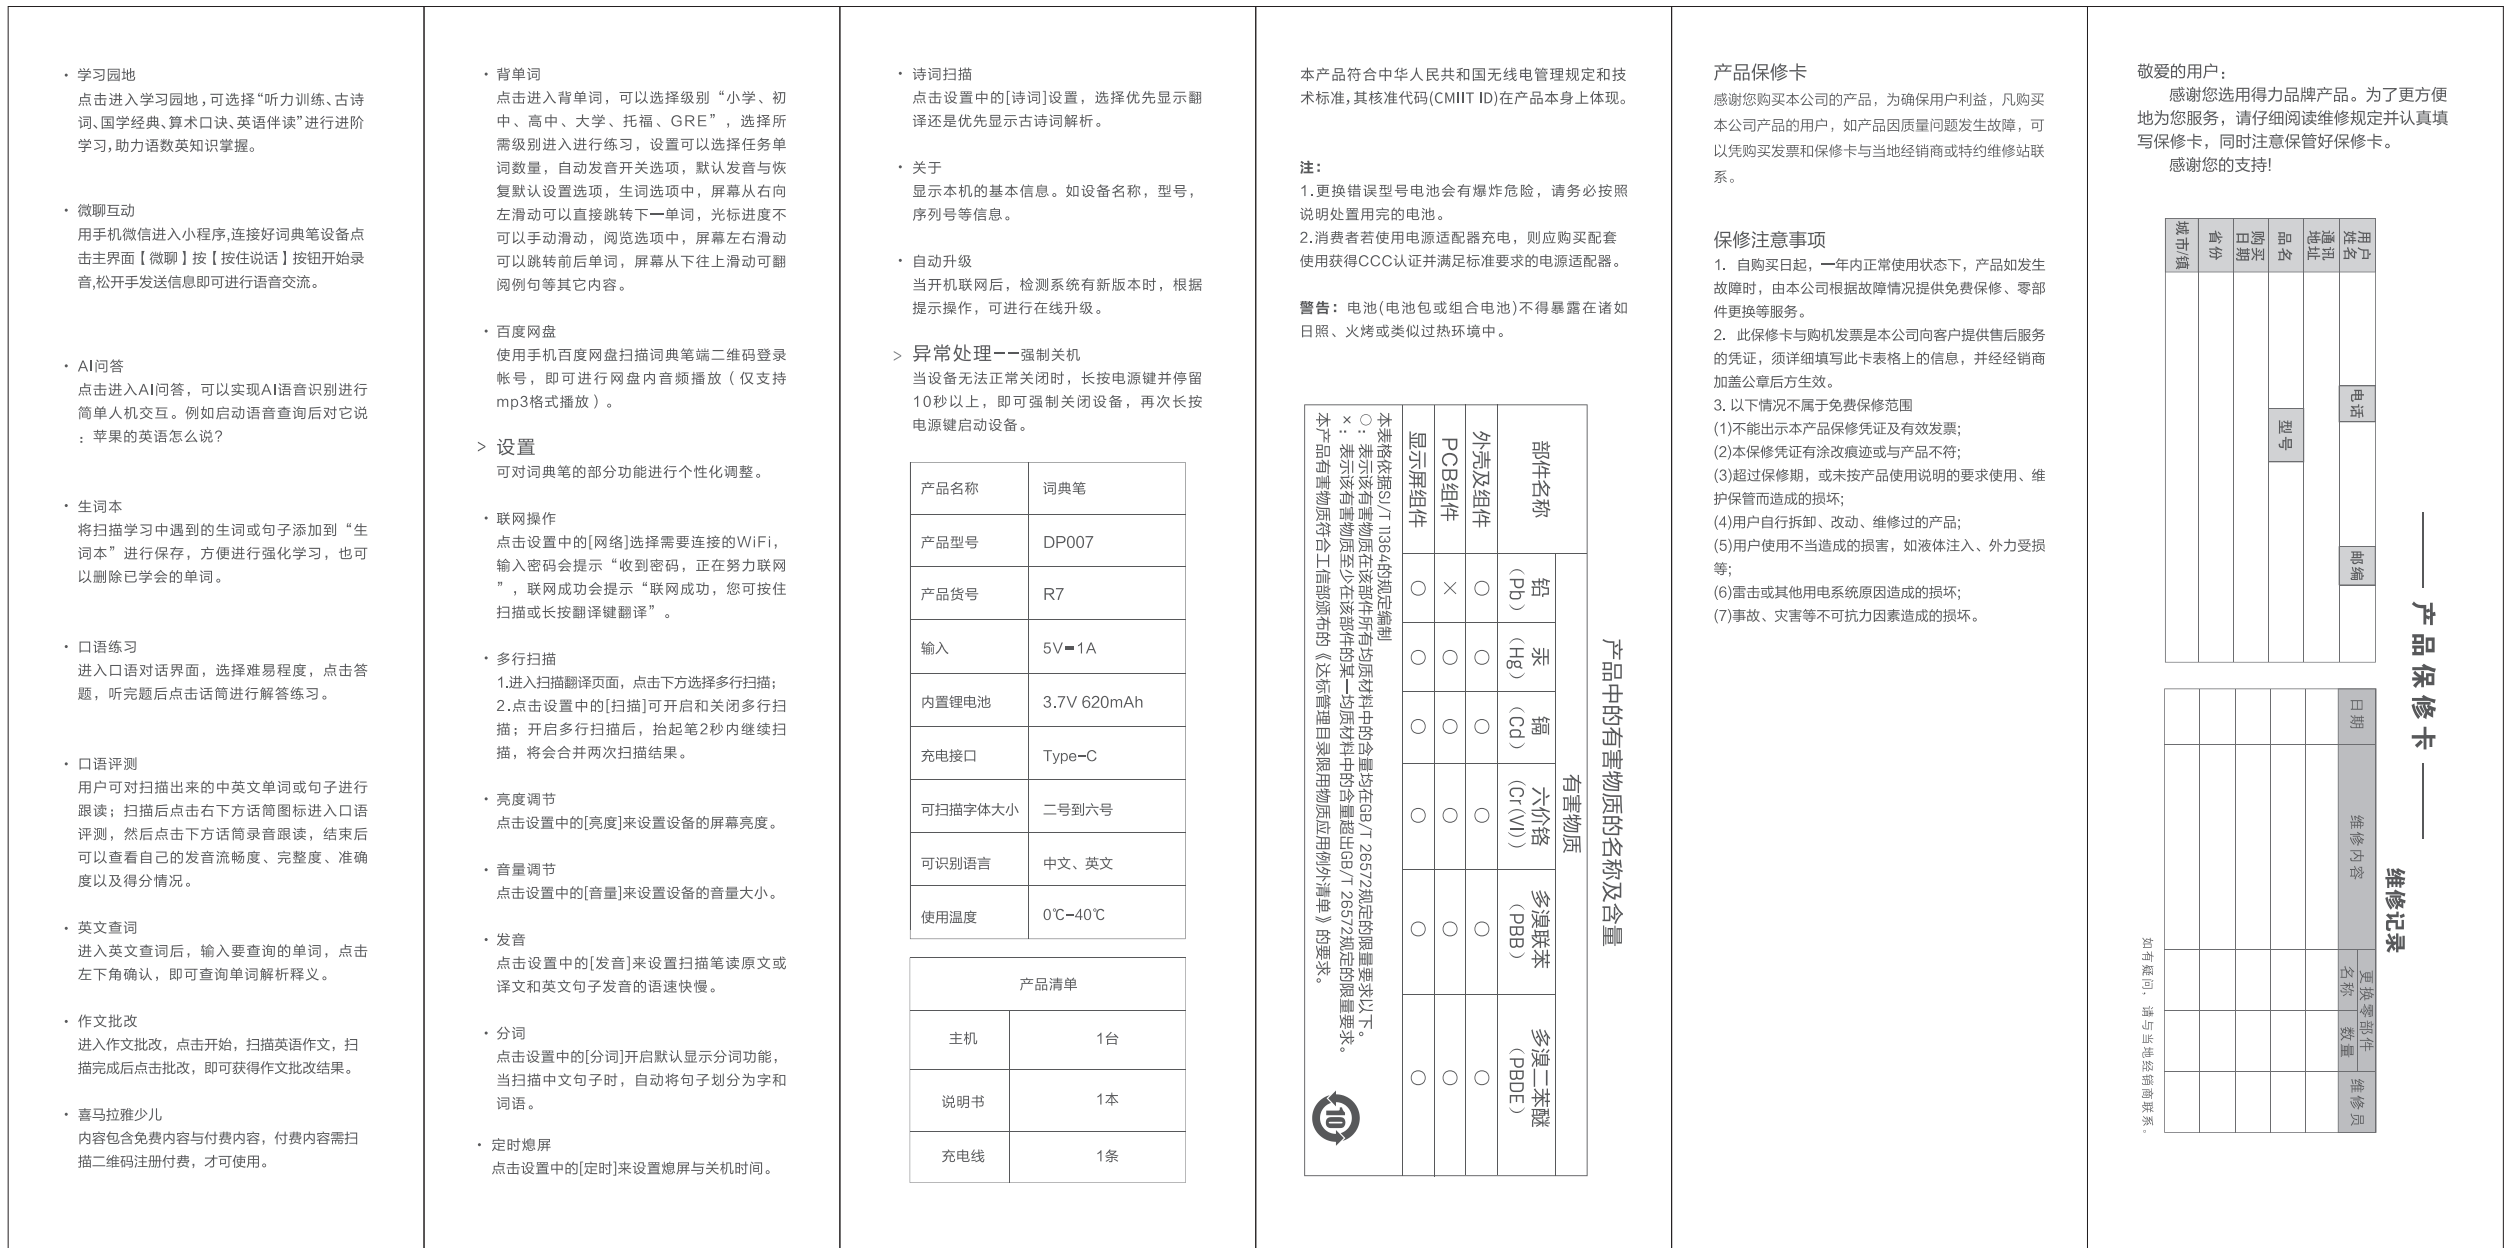 · 学习园地
点击进入学习园地，可选择“听力训练、古诗
词、国学经典、算术口诀、英语伴读”进行进阶
学习，助力语数英知识掌握。
· 微聊互动
用手机微信进入小程序,连接好词典笔设备点
击主界面【微聊】按【按住说话】按钮开始录
音,松开手发送信息即可进行语音交流。
· AI问答
点击进入AI问答，可以实现AI语音识别进行
简单人机交互。例如启动语音查询后对它说
：苹果的英语怎么说？
· 生词本
将扫描学习中遇到的生词或句子添加到“生
词本”进行保存，方便进行强化学习，也可
以删除已学会的单词。
· 口语练习
进入口语对话界面，选择难易程度，点击答
题，听完题后点击话筒进行解答练习。
· 口语评测
用户可对扫描出来的中英文单词或句子进行
跟读；扫描后点击右下方话筒图标进入口语
评测，然后点击下方话筒录音跟读，结束后
可以查看自己的发音流畅度、完整度、准确
度以及得分情况。
· 英文查词
进入英文查词后，输入要查询的单词，点击
左下角确认，即可查询单词解析释义。
· 作文批改
进入作文批改，点击开始，扫描英语作文，扫
描完成后点击批改，即可获得作文批改结果。
· 喜马拉雅少儿
内容包含免费内容与付费内容，付费内容需扫
描二维码注册付费，才可使用。
· 背单词
点击进入背单词，可以选择级别“小学、初
中、高中、大学、托福、GRE”，选择所
需级别进入进行练习，设置可以选择任务单
词数量，自动发音开关选项，默认发音与恢
复默认设置选项，生词选项中，屏幕从右向
左滑动可以直接跳转下一单词，光标进度不
可以手动滑动，阅览选项中，屏幕左右滑动
可以跳转前后单词，屏幕从下往上滑动可翻
阅例句等其它内容。
· 百度网盘
使用手机百度网盘扫描词典笔端二维码登录
帐号，即可进行网盘内音频播放（仅支持
mp3格式播放）。
> 设置
可对词典笔的部分功能进行个性化调整。
· 联网操作
点击设置中的[网络]选择需要连接的WiFi，
输入密码会提示“收到密码，正在努力联网
”，联网成功会提示“联网成功，您可按住
扫描或长按翻译键翻译”。
· 多行扫描
1.进入扫描翻译页面，点击下方选择多行扫描；
2.点击设置中的[扫描]可开启和关闭多行扫
描；开启多行扫描后，抬起笔2秒内继续扫
描，将会合并两次扫描结果。
· 亮度调节
点击设置中的[亮度]来设置设备的屏幕亮度。
· 音量调节
点击设置中的[音量]来设置设备的音量大小。
· 发音
点击设置中的[发音]来设置扫描笔读原文或
译文和英文句子发音的语速快慢。
· 分词
点击设置中的[分词]开启默认显示分词功能，
当扫描中文句子时，自动将句子划分为字和
词语。
· 定时熄屏
点击设置中的[定时]来设置熄屏与关机时间。
· 诗词扫描
点击设置中的[诗词]设置，选择优先显示翻
译还是优先显示古诗词解析。
· 关于
显示本机的基本信息。如设备名称，型号，
序列号等信息。
· 自动升级
当开机联网后，检测系统有新版本时，根据
提示操作，可进行在线升级。
> 异常处理--强制关机
当设备无法正常关闭时，长按电源键并停留
10秒以上，即可强制关闭设备，再次长按
电源键启动设备。
产品名称 词典笔
产品型号 DP007
产品货号 R7
输入 5V=1A
内置锂电池 3.7V 620mAh
充电接口 Type-C
可扫描字体大小 二号到六号
可识别语言 中文、英文
使用温度 0℃-40℃
产品清单
主机 1台
说明书 1本
充电线 1条
本产品符合中华人民共和国无线电管理规定和技
术标准，其核准代码(CMIIT ID)在产品本身上体现。
注：
1.更换错误型号电池会有爆炸危险，请务必按照
说明处置用完的电池。
2.消费者若使用电源适配器充电，则应购买配套
使用获得CCC认证并满足标准要求的电源适配器。
警告：电池(电池包或组合电池)不得暴露在诸如
日照、火烤或类似过热环境中。
产品中的有害物质的名称及含量
部件名称 有害物质
铅（Pb） 汞（Hg） 镉（Cd） 六价铬（Cr(VI)） 多溴联苯（PBB） 多溴二苯醚（PBDE）
外壳及组件 ○ ○ ○ ○ ○ ○
PCB组件 × ○ ○ ○ ○ ○
显示屏组件 ○ ○ ○ ○ ○ ○
本表格依据SJ/T 11364的规定编制
○：表示该有害物质在该部件所有均质材料中的含量均在GB/T 26572规定的限量要求以下。
×：表示该有害物质至少在该部件的某一均质材料中的含量超出GB/T 26572规定的限量要求。
本产品有害物质符合工信部颁布的《达标管理目录限用物质应用例外清单》的要求。
10
产品保修卡
感谢您购买本公司的产品，为确保用户利益，凡购买
本公司产品的用户，如产品因质量问题发生故障，可
以凭购买发票和保修卡与当地经销商或特约维修站联
系。
保修注意事项
1. 自购买日起，一年内正常使用状态下，产品如发生
故障时，由本公司根据故障情况提供免费保修、零部
件更换等服务。
2. 此保修卡与购机发票是本公司向客户提供售后服务
的凭证，须详细填写此卡表格上的信息，并经经销商
加盖公章后方生效。
3. 以下情况不属于免费保修范围
(1)不能出示本产品保修凭证及有效发票;
(2)本保修凭证有涂改痕迹或与产品不符;
(3)超过保修期，或未按产品使用说明的要求使用、维
护保管而造成的损坏;
(4)用户自行拆卸、改动、维修过的产品;
(5)用户使用不当造成的损害，如液体注入、外力受损
等;
(6)雷击或其他用电系统原因造成的损坏;
(7)事故、灾害等不可抗力因素造成的损坏。
敬爱的用户：
感谢您选用得力品牌产品。为了更方便
地为您服务，请仔细阅读维修规定并认真填
写保修卡，同时注意保管好保修卡。
感谢您的支持!
产品保修卡
用户姓名 电话 邮编
通讯地址
品名 型号
购买日期
省份
城市/镇
维修记录
日期 维修内容 更换零部件 维修员
名称 数量
如有疑问，请与当地经销商联系。